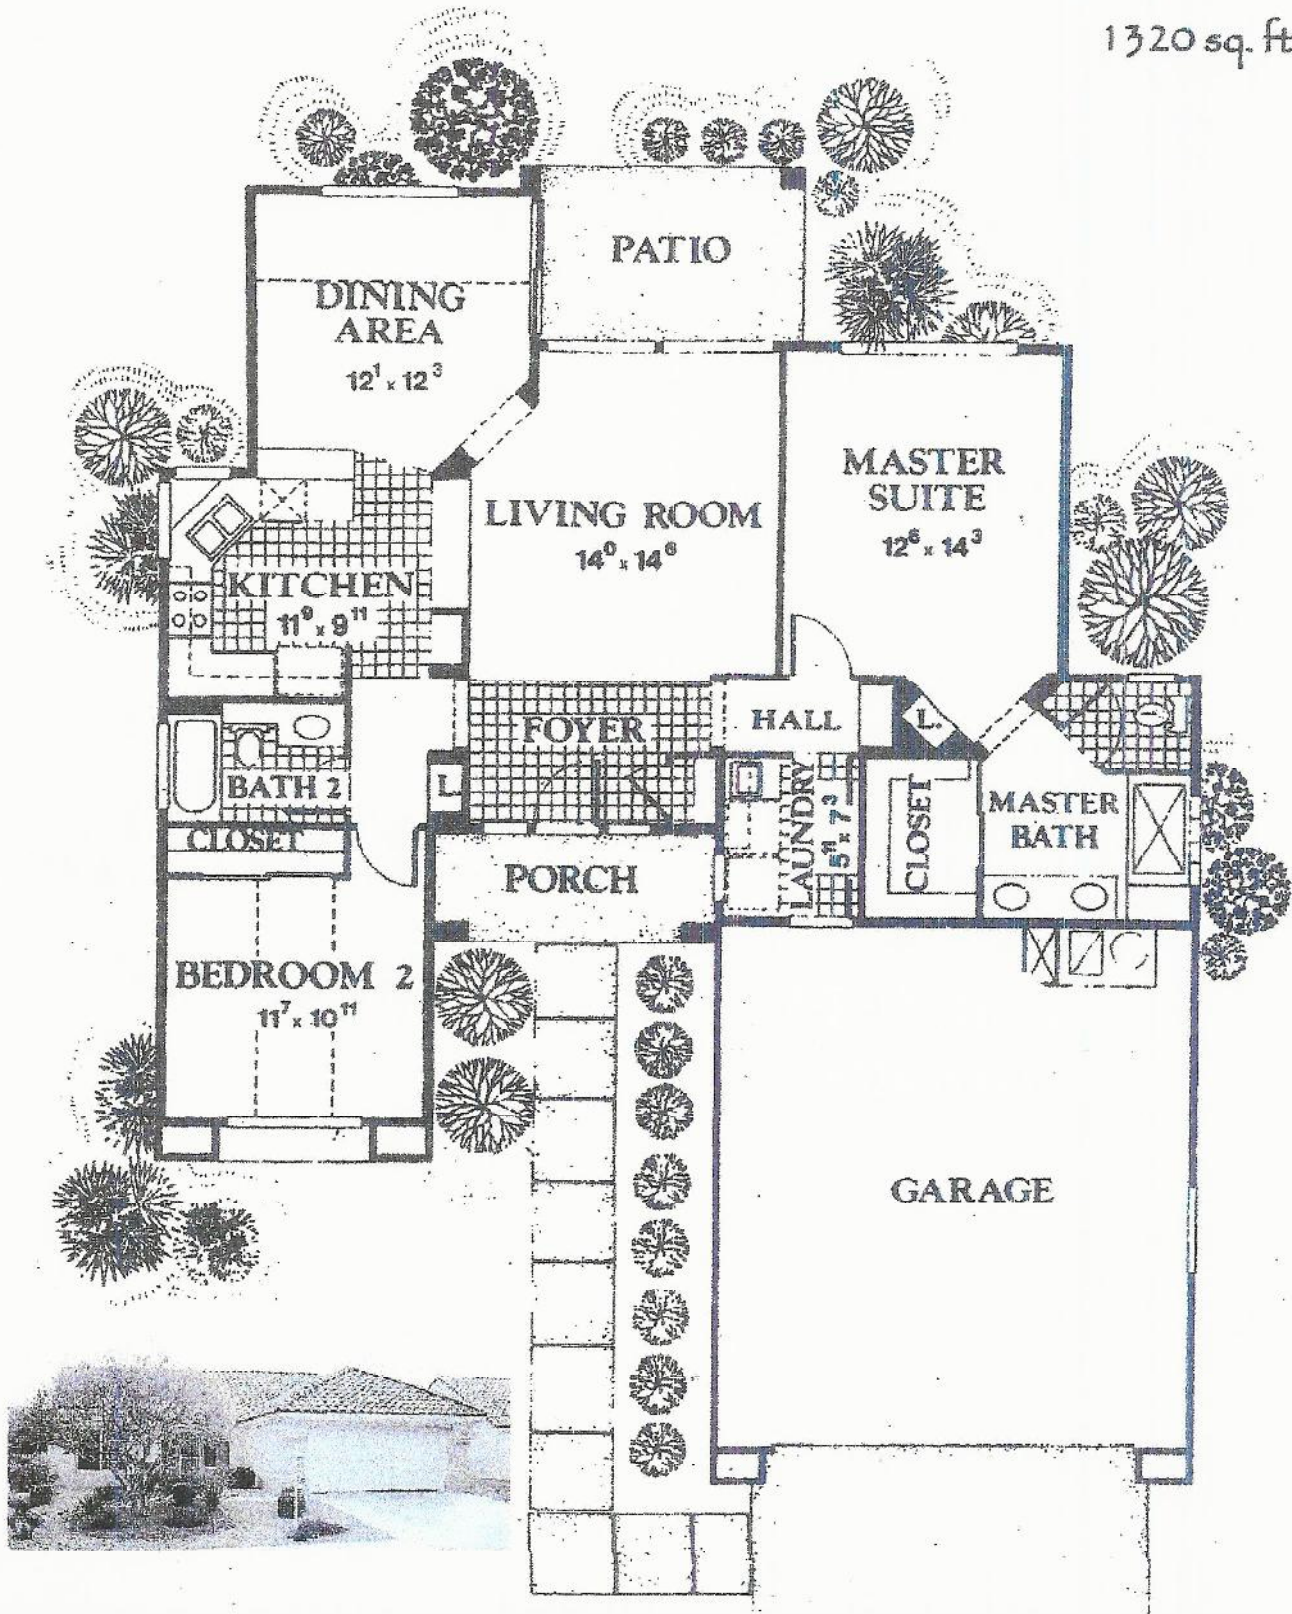 1320 sq. ft
PATIO
DINING
AREA
12¹ x 12³
MASTER
SUITE
12⁶ x 14³
LIVING ROOM
14⁰ x 14⁶
KITCHEN
11⁹ x 9¹¹
FOYER
HALL
L.
BATH 2
L
LAUNDRY
5¹¹ x 7³
CLOSET
MASTER
BATH
CLOSET
PORCH
BEDROOM 2
11⁷ x 10¹¹
GARAGE